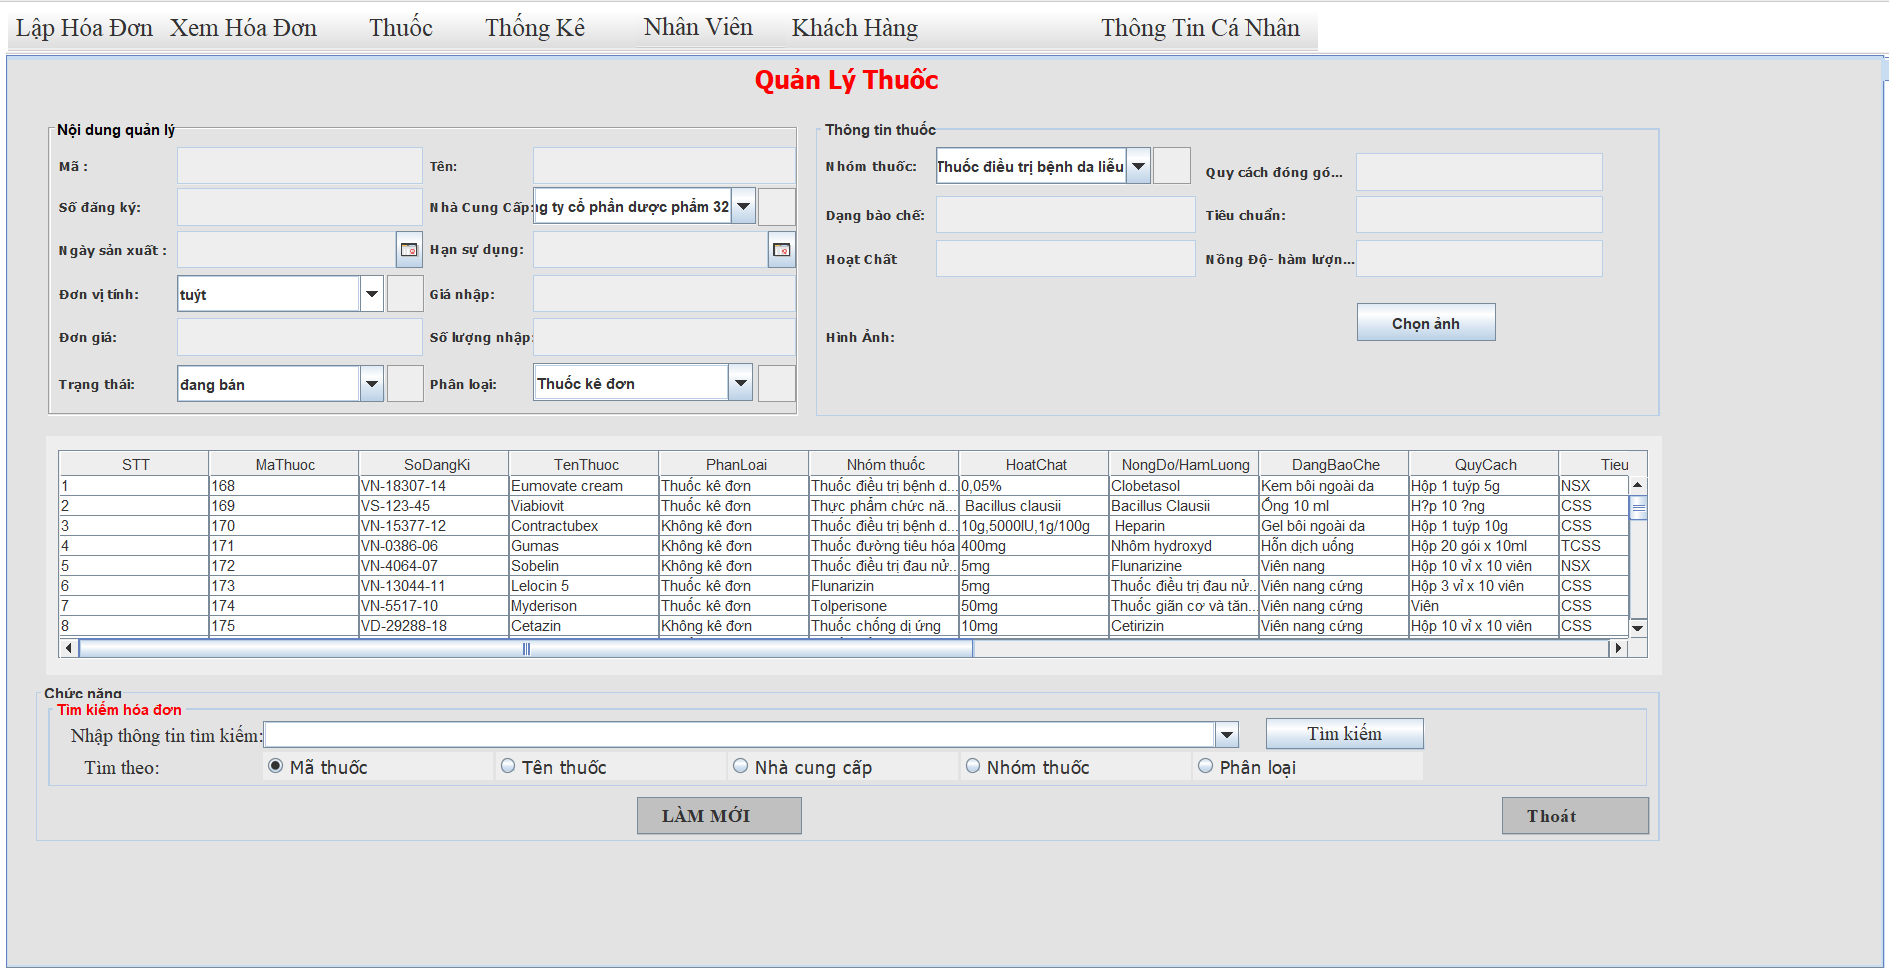 Lập Hóa Đơn Xem Hóa Đơn Thuốc Thống Kê Nhân Viên Khách Hàng Thông Tin Cá Nhân
Quản Lý Thuốc
Nội dung quản lý
Mã : Tên:
Số đăng ký: Nhà Cung Cấp: ng ty cổ phần dược phẩm 32
Ngày sản xuất : Hạn sự dụng:
Đơn vị tính: tuýt Giá nhập:
Đơn giá: Số lượng nhập:
Trạng thái: đang bán Phân loại: Thuốc kê đơn
Thông tin thuốc
Nhóm thuốc: Thuốc điều trị bệnh da liễu Quy cách đóng gó...
Dạng bào chế: Tiêu chuẩn:
Hoạt Chất Nồng Độ- hàm lượn...
Chọn ảnh
Hình Ảnh:
STT MaThuoc SoDangKi TenThuoc PhanLoai Nhóm thuốc HoatChat NongDo/HamLuong DangBaoChe QuyCach Tieu
1 168 VN-18307-14 Eumovate cream Thuốc kê đơn Thuốc điều trị bệnh d... 0,05% Clobetasol Kem bôi ngoài da Hộp 1 tuýp 5g NSX
2 169 VS-123-45 Viabiovit Thuốc kê đơn Thực phẩm chức nă... Bacillus clausii Bacillus Clausii Ống 10 ml H?p 10 ?ng CSS
3 170 VN-15377-12 Contractubex Không kê đơn Thuốc điều trị bệnh d... 10g,5000IU,1g/100g Heparin Gel bôi ngoài da Hộp 1 tuýp 10g CSS
4 171 VN-0386-06 Gumas Không kê đơn Thuốc đường tiêu hóa 400mg Nhôm hydroxyd Hỗn dịch uống Hộp 20 gói x 10ml TCSS
5 172 VN-4064-07 Sobelin Không kê đơn Thuốc điều trị đau nử... 5mg Flunarizine Viên nang Hộp 10 vỉ x 10 viên NSX
6 173 VN-13044-11 Lelocin 5 Thuốc kê đơn Flunarizin 5mg Thuốc điều trị đau nử... Viên nang cứng Hộp 3 vỉ x 10 viên CSS
7 174 VN-5517-10 Myderison Thuốc kê đơn Tolperisone 50mg Thuốc giãn cơ và tăn... Viên nang cứng Viên CSS
8 175 VD-29288-18 Cetazin Không kê đơn Thuốc chống dị ứng 10mg Cetirizin Viên nang cứng Hộp 10 vỉ x 10 viên CSS
Chức năng
Tìm kiếm hóa đơn
Nhập thông tin tìm kiếm: Tìm kiếm
Tìm theo: Mã thuốc Tên thuốc Nhà cung cấp Nhóm thuốc Phân loại
LÀM MỚI Thoát